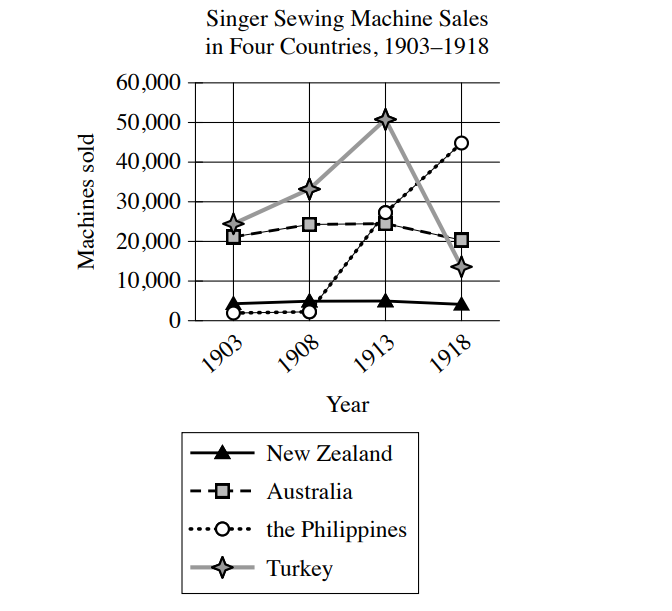 Singer Sewing Machine Sales
in Four Countries, 1903–1918
Machines sold
60,000
50,000
40,000
30,000
20,000
10,000
0
1903
1908
1913
1918
Year
New Zealand
Australia
the Philippines
Turkey